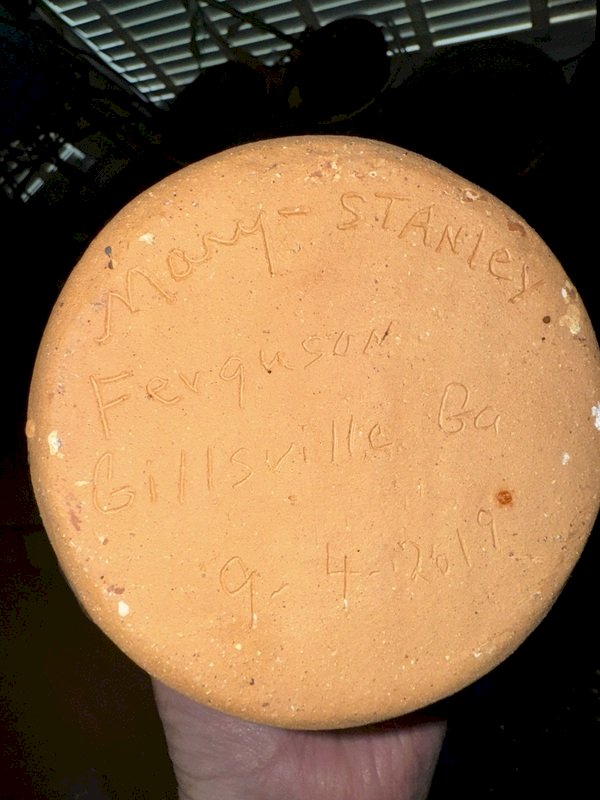 Mary - STANLEY
Ferguson
Gillsville Ga
9-4-2019